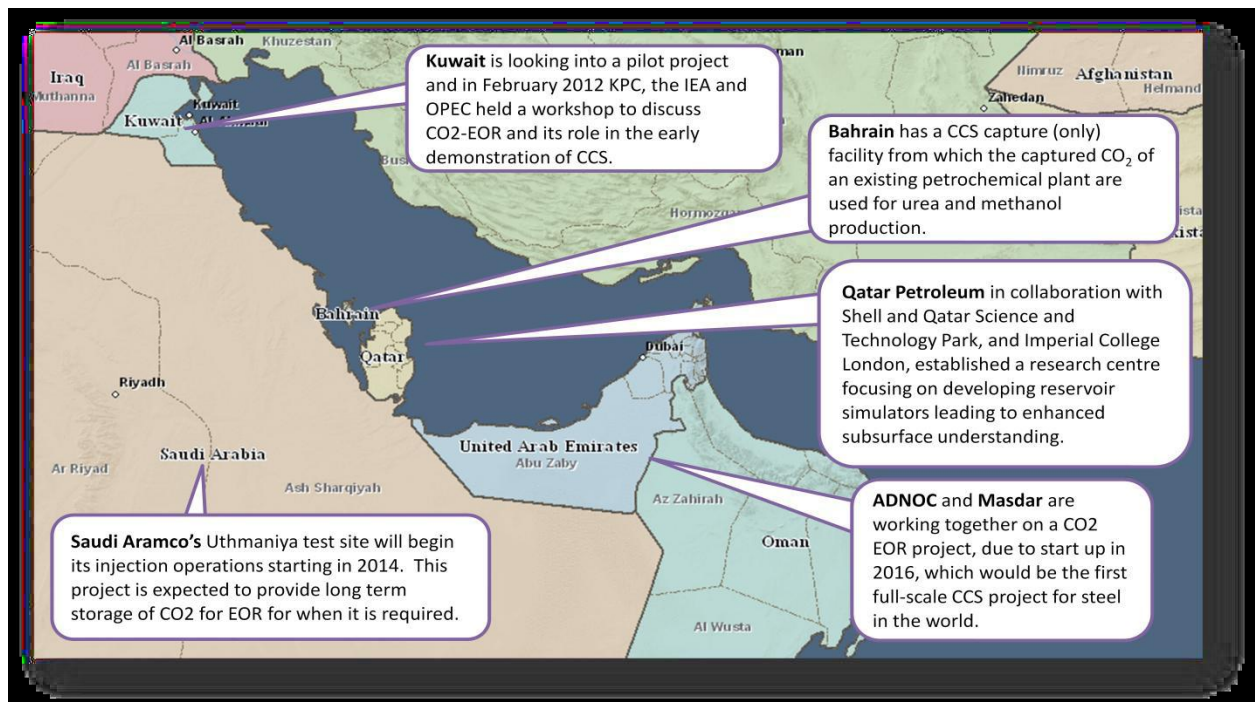 Al Basrah
Khuzestan
Al Basrah
Iraq
Muthanna
Kuwait
Kuwait
Kuwait is looking into a pilot project
and in February 2012 KPC, the IEA and
OPEC held a workshop to discuss
CO2-EOR and its role in the early
demonstration of CCS.
Nimruz
Afghanistan
Helmand
Zahedan
Bahrain has a CCS capture (only)
facility from which the captured CO₂ of
an existing petrochemical plant are
used for urea and methanol
production.
Bahrain
Qatar
Dubai
Qatar Petroleum in collaboration with
Shell and Qatar Science and
Technology Park, and Imperial College
London, established a research centre
focusing on developing reservoir
simulators leading to enhanced
subsurface understanding.
Riyadh
Saudi Arabia
Ar Riyad
Ash Sharqiyah
United Arab Emirates
Abu Zaby
Az Zahirah
Oman
Al Wusta
ADNOC and Masdar are
working together on a CO2
EOR project, due to start up in
2016, which would be the first
full-scale CCS project for steel
in the world.
Saudi Aramco's Uthmaniya test site will begin
its injection operations starting in 2014.  This
project is expected to provide long term
storage of CO2 for EOR for when it is required.